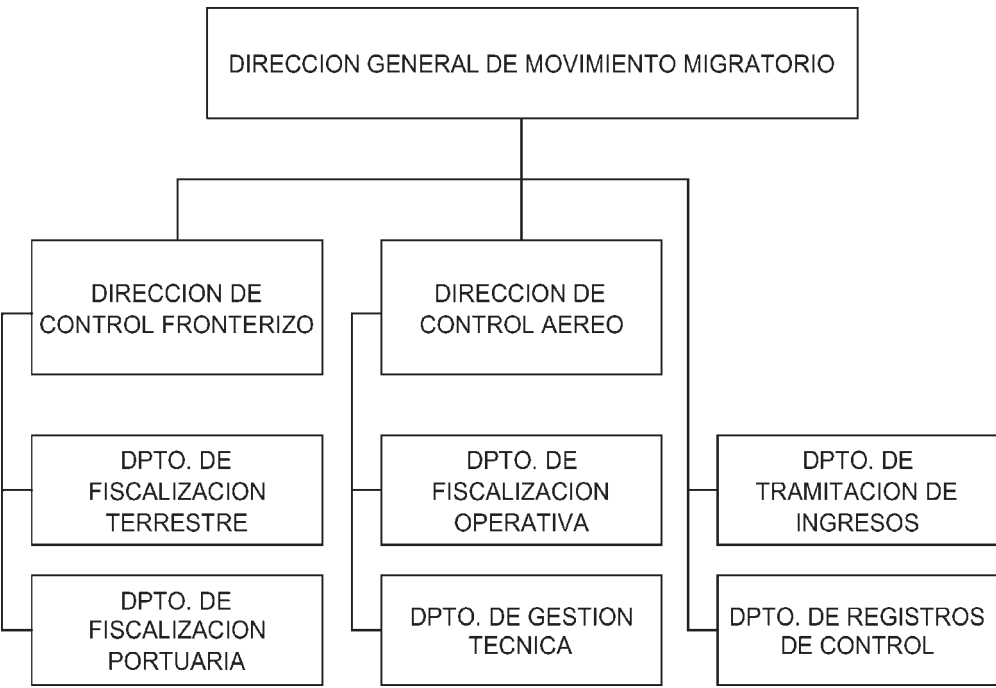 DIRECCION GENERAL DE MOVIMIENTO MIGRATORIO
DIRECCION DE
CONTROL FRONTERIZO
DIRECCION DE
CONTROL AEREO
DPTO. DE
FISCALIZACION
TERRESTRE
DPTO. DE
FISCALIZACION
OPERATIVA
DPTO. DE
TRAMITACION DE
INGRESOS
DPTO. DE
FISCALIZACION
PORTUARIA
DPTO. DE GESTION
TECNICA
DPTO. DE REGISTROS
DE CONTROL